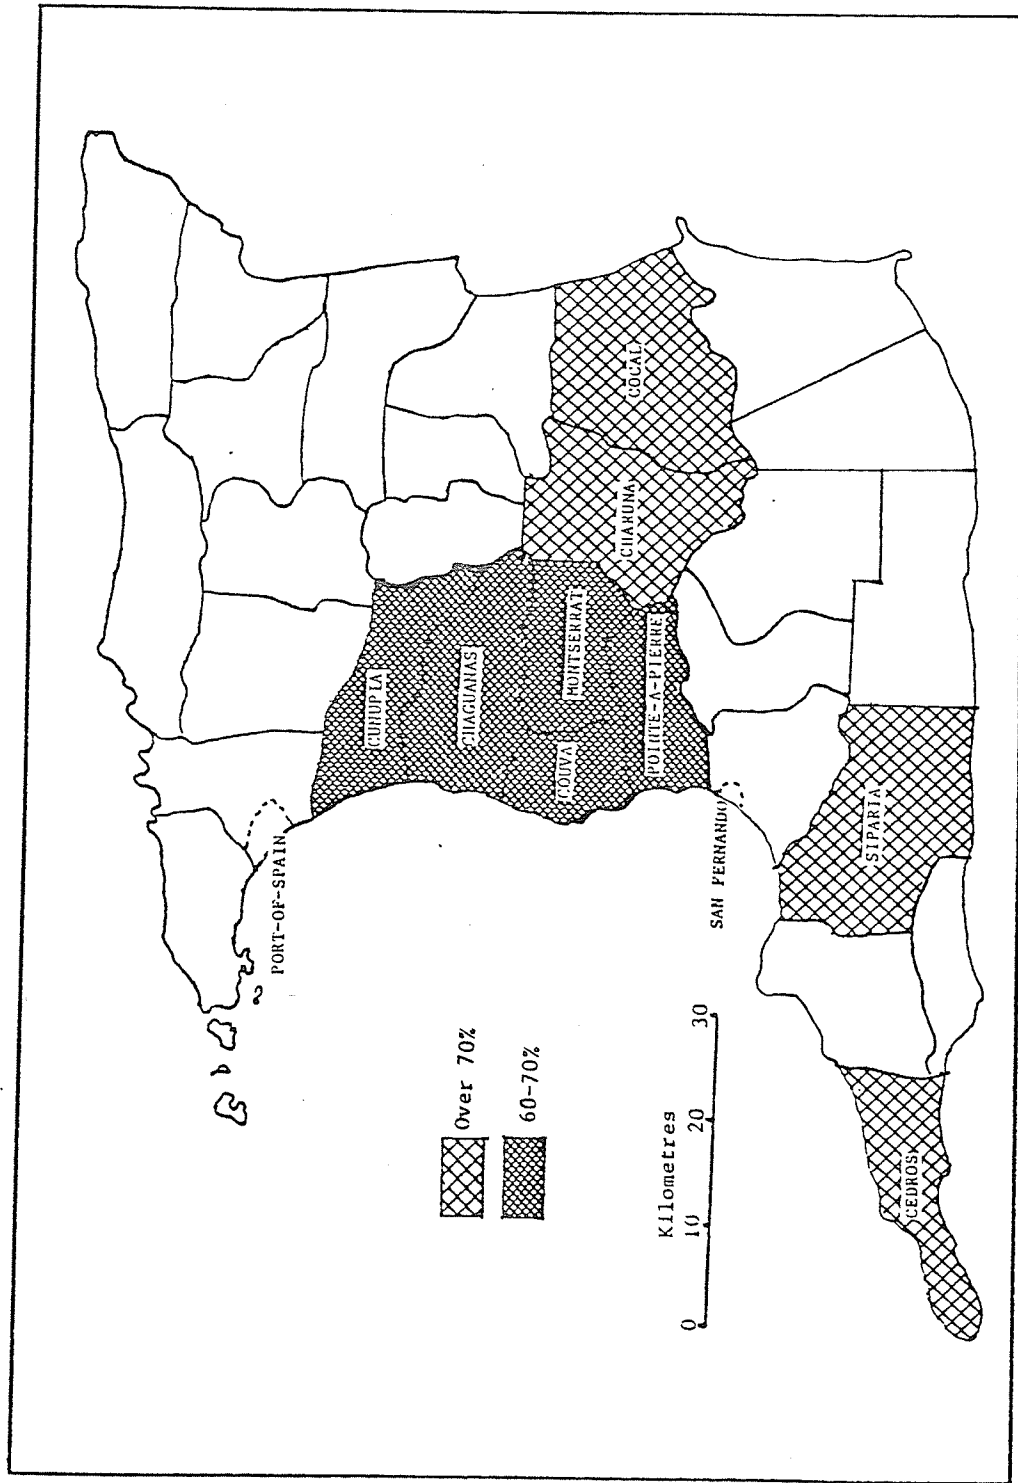 PORT-OF-SPAIN
CUNUPIA
CHAGUANAS
COUVA
MONTSERRAT
POINTE-A-PIERRE
CHARUNA
COCAL
SAN FERNANDO
SIPARIA
CEDROS
Over 70%
60-70%
Kilometres
0 10 20 30